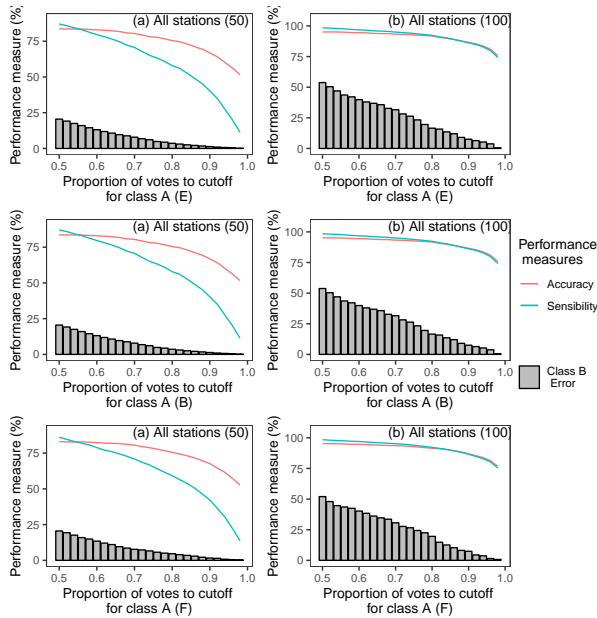 (a) All stations (50)
Performance measure (%)
75
50
25
0
0.5 0.6 0.7 0.8 0.9 1.0
Proportion of votes to cutoff
for class A (E)
(b) All stations (100)
Performance measure (%)
100
75
50
25
0
0.5 0.6 0.7 0.8 0.9 1.0
Proportion of votes to cutoff
for class A (E)
(a) All stations (50)
Performance measure (%)
75
50
25
0
0.5 0.6 0.7 0.8 0.9 1.0
Proportion of votes to cutoff
for class A (B)
(b) All stations (100)
Performance measure (%)
100
75
50
25
0
0.5 0.6 0.7 0.8 0.9 1.0
Proportion of votes to cutoff
for class A (B)
Performance
measures
Accuracy
Sensibility
Class B
Error
(a) All stations (50)
Performance measure (%)
75
50
25
0
0.5 0.6 0.7 0.8 0.9 1.0
Proportion of votes to cutoff
for class A (F)
(b) All stations (100)
Performance measure (%)
100
75
50
25
0
0.5 0.6 0.7 0.8 0.9 1.0
Proportion of votes to cutoff
for class A (F)